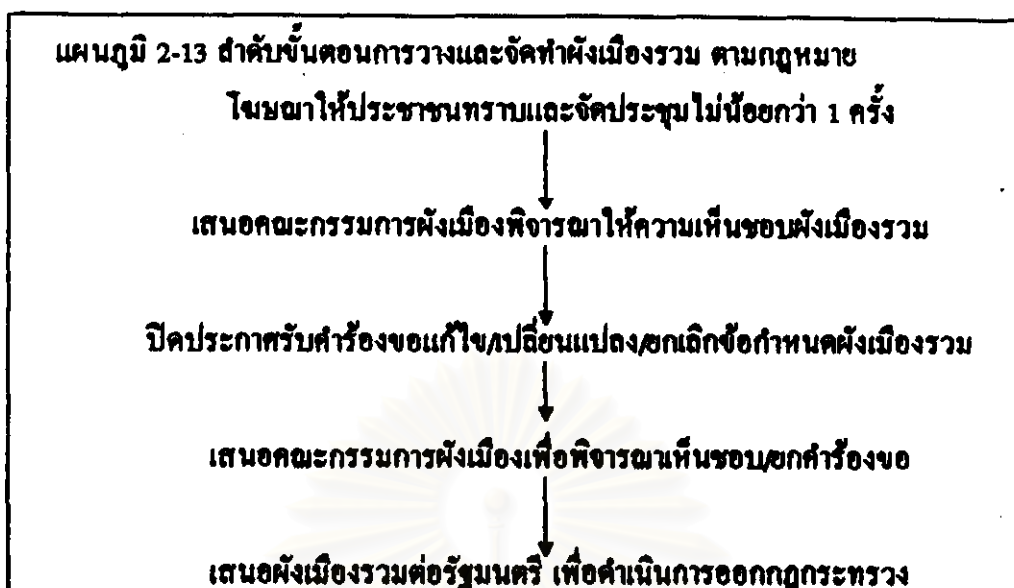 แผนภูมิ 2-13 ลำดับขั้นตอนการวางและจัดทำผังเมืองรวม ตามกฎหมาย
โฆษณาให้ประชาชนทราบและจัดประชุมไม่น้อยกว่า 1 ครั้ง
เสนอคณะกรรมการผังเมืองพิจารณาให้ความเห็นชอบผังเมืองรวม
ปิดประกาศรับคำร้องขอแก้ไข/เปลี่ยนแปลง/ยกเลิกข้อกำหนดผังเมืองรวม
เสนอคณะกรรมการผังเมืองเพื่อพิจารณาเห็นชอบ/ยกคำร้องขอ
เสนอผังเมืองรวมต่อรัฐมนตรี เพื่อดำเนินการออกกฎกระทรวง